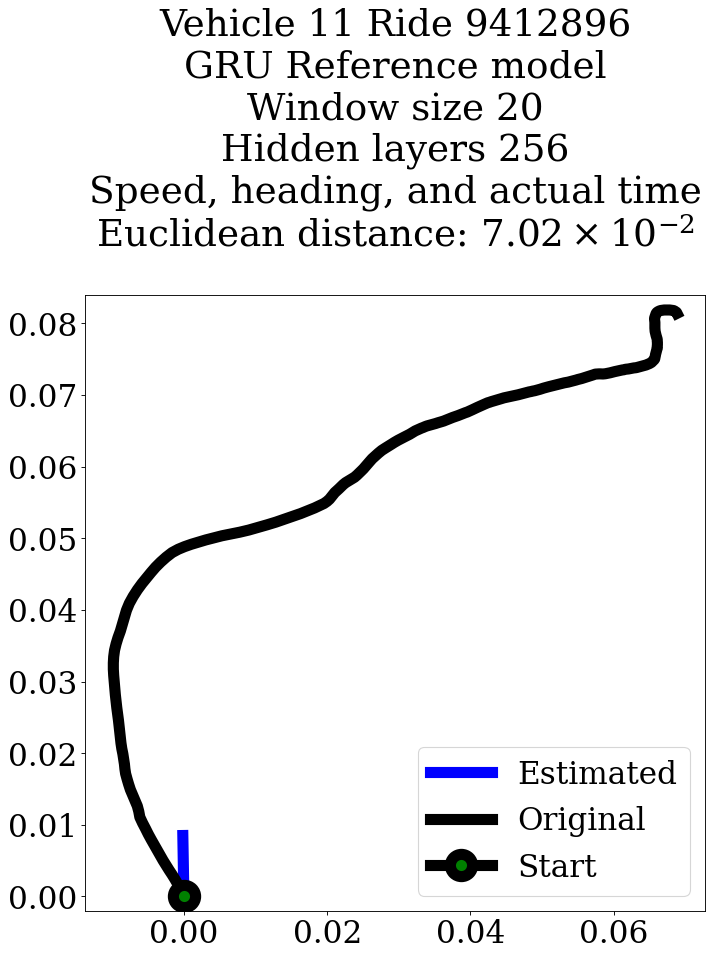 Vehicle 11 Ride 9412896
GRU Reference model
Window size 20
Hidden layers 256
Speed, heading, and actual time
Euclidean distance: 7.02 × 10⁻²
0.08
0.07
0.06
0.05
0.04
0.03
0.02
0.01
0.00
Estimated
Original
Start
0.00 0.02 0.04 0.06